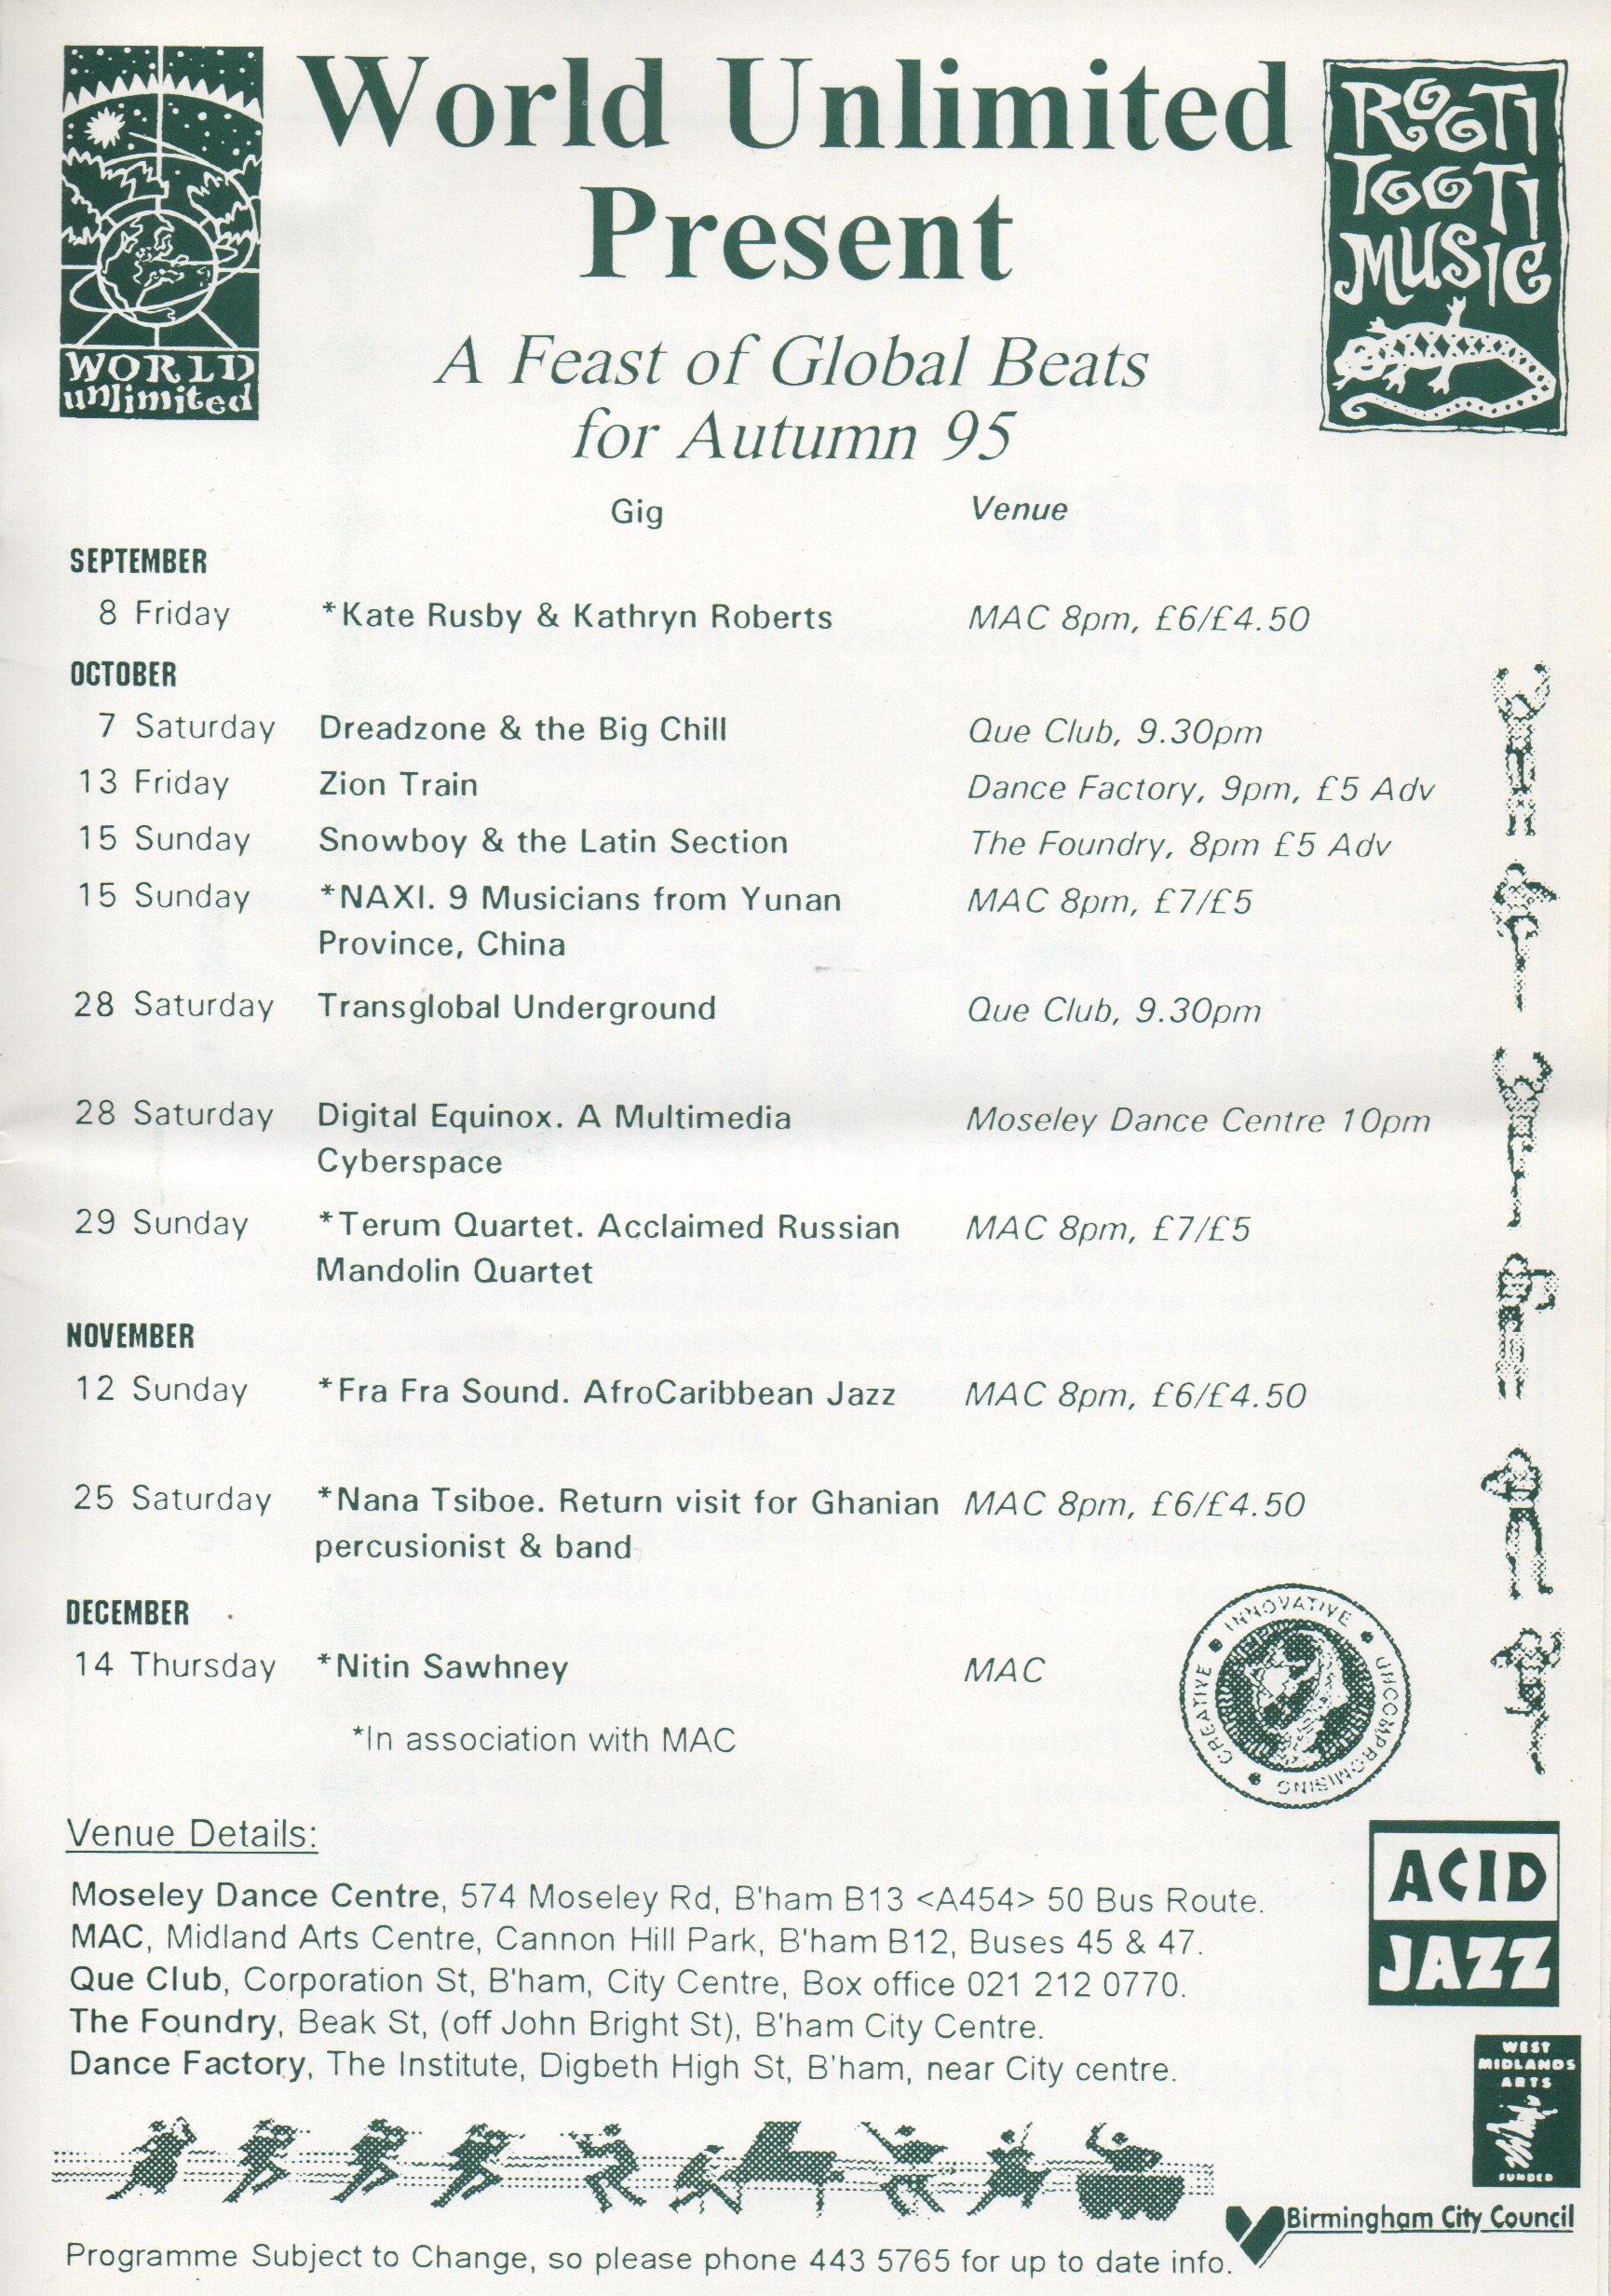 World Unlimited
Present
WORLD
unlimited
ROOTI
TOOTI
MUSIC
A Feast of Global Beats
for Autumn 95
Gig Venue
SEPTEMBER
8 Friday *Kate Rusby & Kathryn Roberts MAC 8pm, £6/£4.50
OCTOBER
7 Saturday Dreadzone & the Big Chill Que Club, 9.30pm
13 Friday Zion Train Dance Factory, 9pm, £5 Adv
15 Sunday Snowboy & the Latin Section The Foundry, 8pm £5 Adv
15 Sunday *NAXI. 9 Musicians from Yunan MAC 8pm, £7/£5
Province, China
28 Saturday Transglobal Underground Que Club, 9.30pm
28 Saturday Digital Equinox. A Multimedia Moseley Dance Centre 10pm
Cyberspace
29 Sunday *Terum Quartet. Acclaimed Russian MAC 8pm, £7/£5
Mandolin Quartet
NOVEMBER
12 Sunday *Fra Fra Sound. AfroCaribbean Jazz MAC 8pm, £6/£4.50
25 Saturday *Nana Tsiboe. Return visit for Ghanian MAC 8pm, £6/£4.50
percusionist & band
DECEMBER
14 Thursday *Nitin Sawhney MAC
*In association with MAC
CREATIVE INNOVATIVE UNCOMPROMISING
Venue Details:
Moseley Dance Centre, 574 Moseley Rd, B'ham B13 <A454> 50 Bus Route.
MAC, Midland Arts Centre, Cannon Hill Park, B'ham B12, Buses 45 & 47.
Que Club, Corporation St, B'ham, City Centre, Box office 021 212 0770.
The Foundry, Beak St, (off John Bright St), B'ham City Centre.
Dance Factory, The Institute, Digbeth High St, B'ham, near City centre.
ACID
JAZZ
WEST
MIDLANDS
ARTS
FUNDED
Birmingham City Council
Programme Subject to Change, so please phone 443 5765 for up to date info.